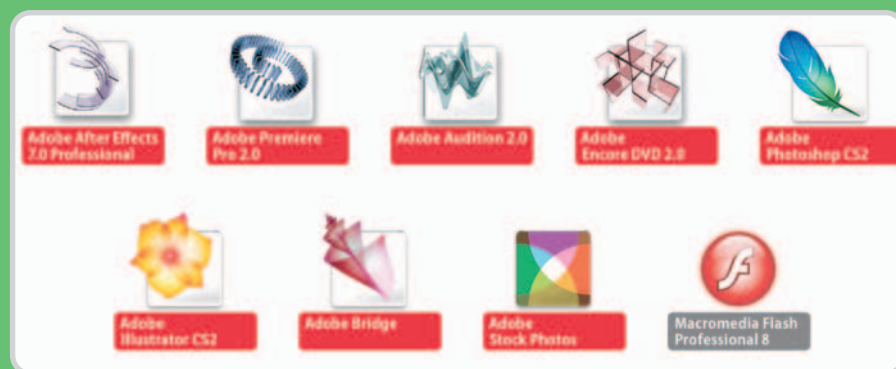 Adobe After Effects
7.0 Professional
Adobe Premiere
Pro 2.0
Adobe Audition 2.0
Adobe
Encore DVD 2.0
Adobe
Photoshop CS2
Adobe
Illustrator CS2
Adobe Bridge
Adobe
Stock Photos
Macromedia Flash
Professional 8